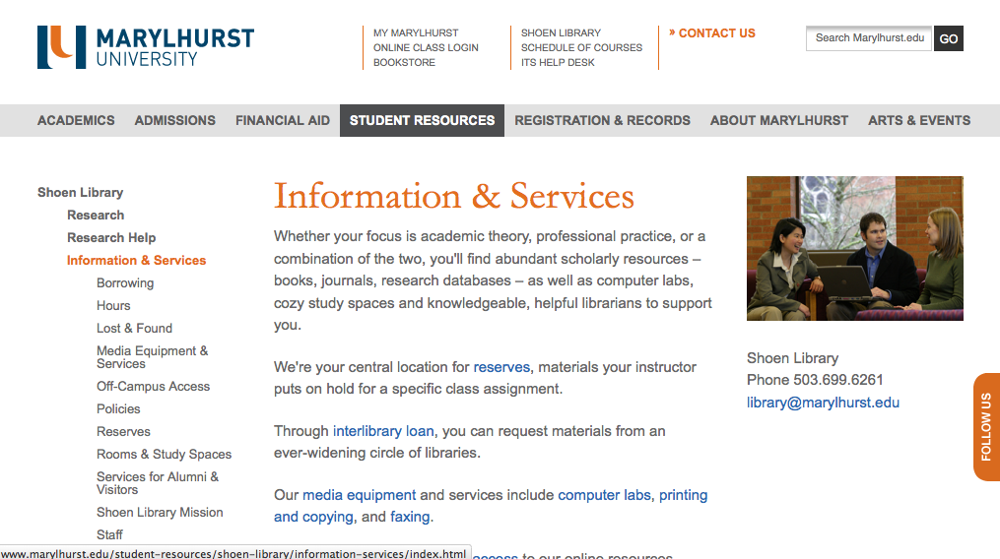 MARYLHURST
UNIVERSITY
MY MARYLHURST
ONLINE CLASS LOGIN
BOOKSTORE
SHOEN LIBRARY
SCHEDULE OF COURSES
ITS HELP DESK
» CONTACT US
Search Marylhurst.edu
GO
ACADEMICS ADMISSIONS FINANCIAL AID STUDENT RESOURCES REGISTRATION & RECORDS ABOUT MARYLHURST ARTS & EVENTS
Shoen Library
Research
Research Help
Information & Services
Borrowing
Hours
Lost & Found
Media Equipment &
Services
Off-Campus Access
Policies
Reserves
Rooms & Study Spaces
Services for Alumni &
Visitors
Shoen Library Mission
Staff
Information & Services
Whether your focus is academic theory, professional practice, or a
combination of the two, you'll find abundant scholarly resources –
books, journals, research databases – as well as computer labs,
cozy study spaces and knowledgeable, helpful librarians to support
you.
We're your central location for reserves, materials your instructor
puts on hold for a specific class assignment.
Through interlibrary loan, you can request materials from an
ever-widening circle of libraries.
Our media equipment and services include computer labs, printing
and copying, and faxing.
access to our online resources
Shoen Library
Phone 503.699.6261
library@marylhurst.edu
FOLLOW US
www.marylhurst.edu/student-resources/shoen-library/information-services/index.html